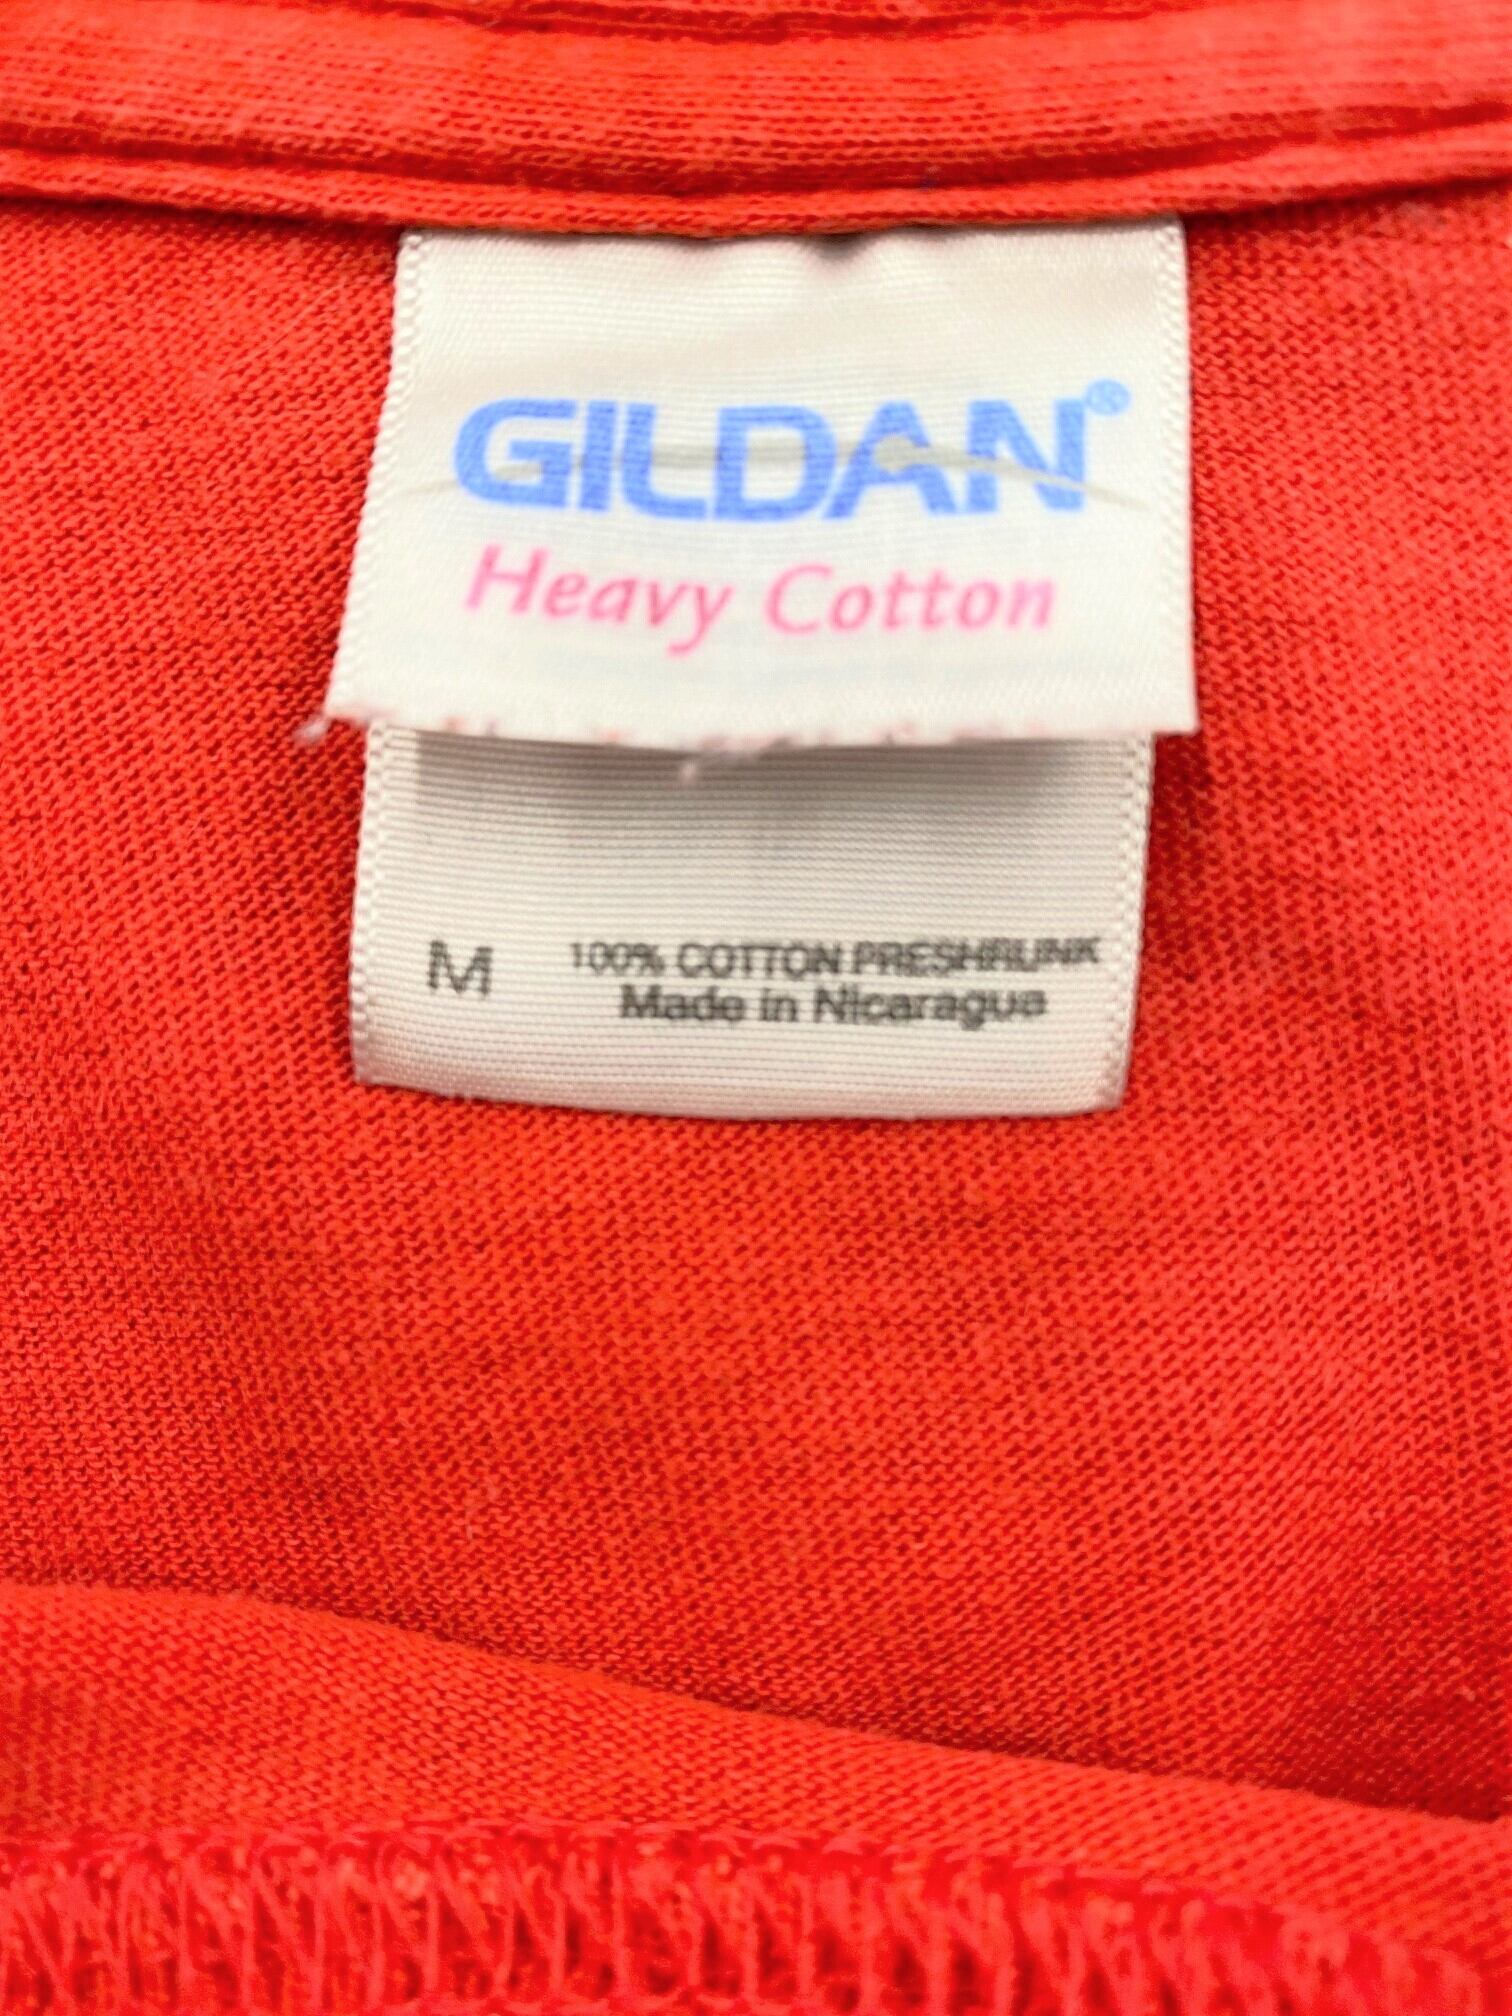 GILDAN®
Heavy Cotton
M 100% COTTON PRESHRUNK
Made in Nicaragua